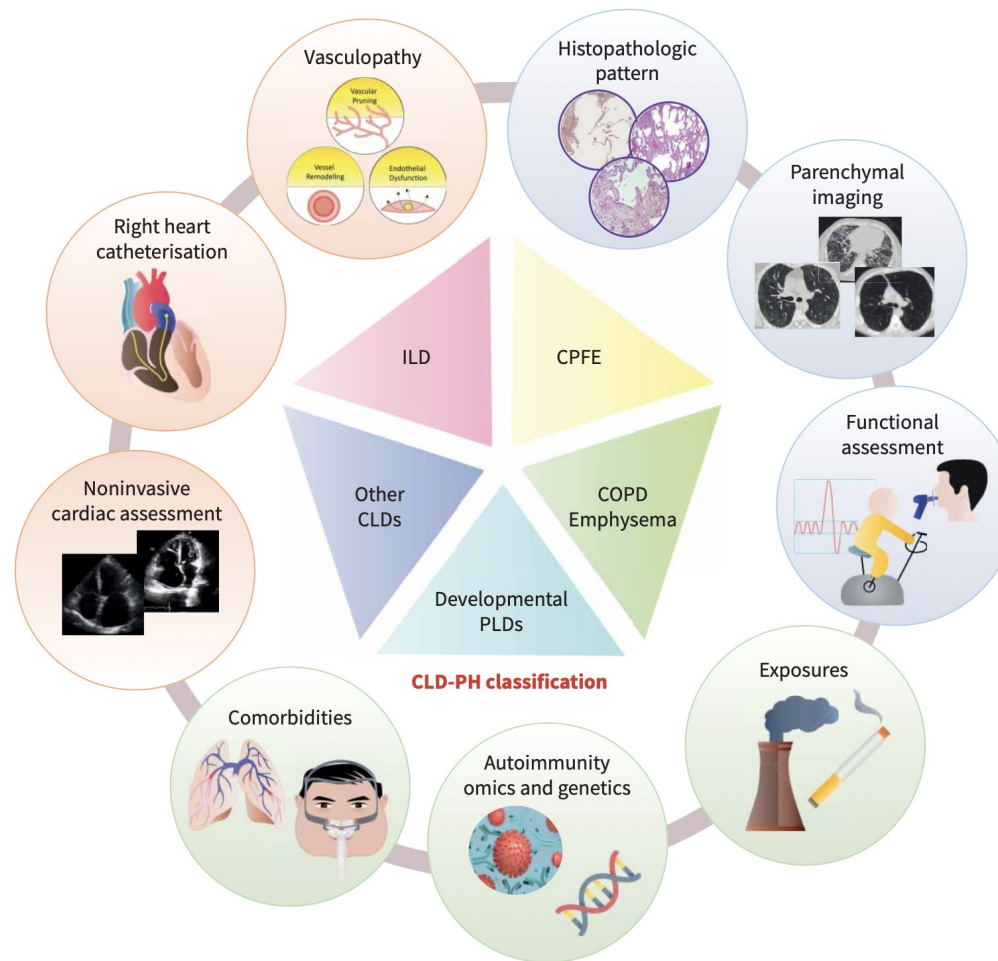 Vasculopathy
Vascular
Pruning
Vessel
Remodeling
Endothelial
Dysfunction
Histopathologic
pattern
Parenchymal
imaging
Right heart
catheterisation
ILD
CPFE
Functional
assessment
Noninvasive
cardiac assessment
Other
CLDs
COPD
Emphysema
Developmental
PLDs
CLD-PH classification
Exposures
Comorbidities
Autoimmunity
omics and genetics